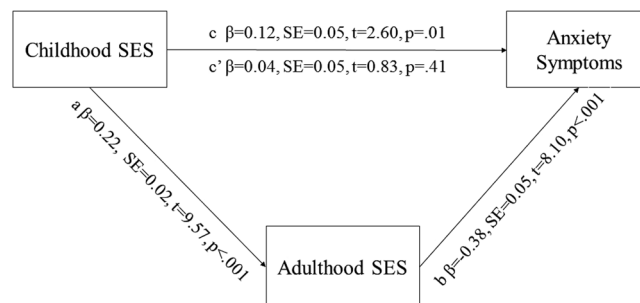 Childhood SES
c β=0.12, SE=0.05, t=2.60, p=.01
c' β=0.04, SE=0.05, t=0.83, p=.41
Anxiety
Symptoms
a β=0.22, SE=0.02, t=9.57, p<.001
b β=-0.38, SE=0.05, t=8.10, p<.001
Adulthood SES